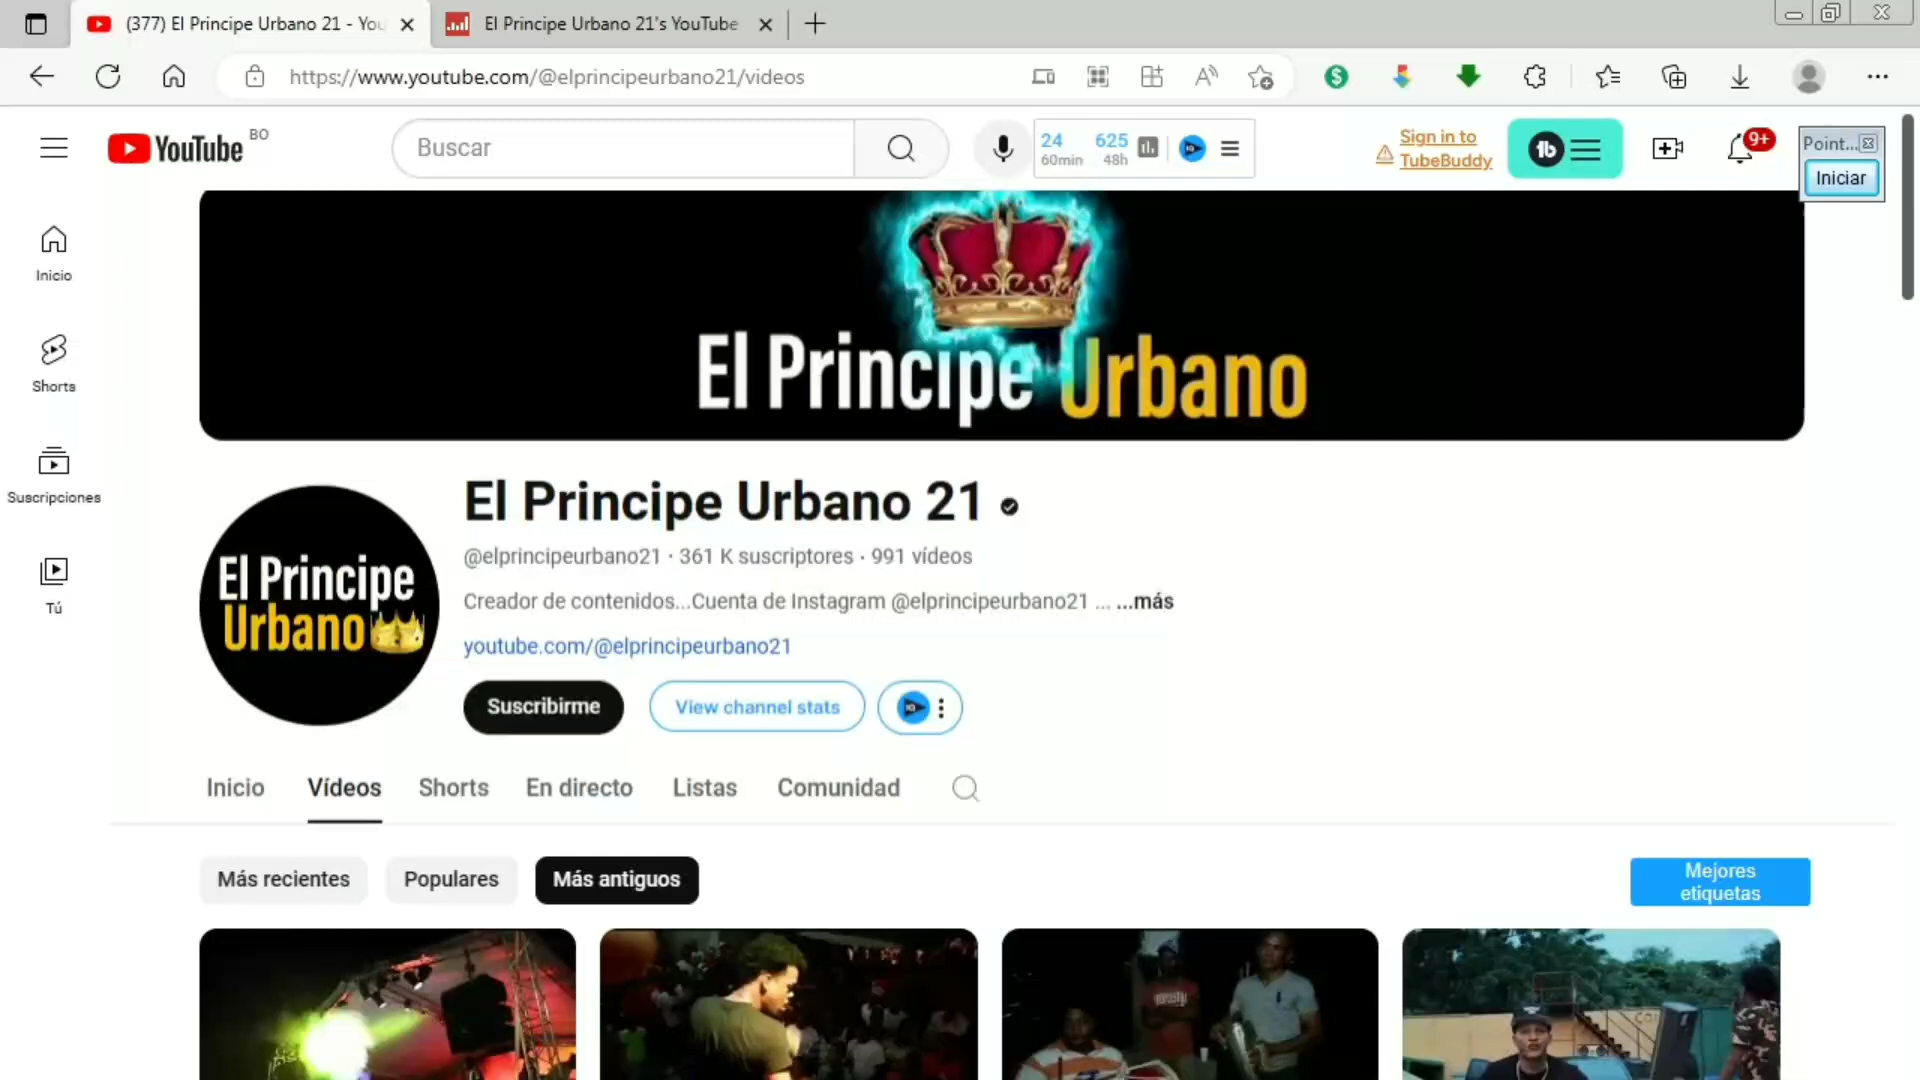 (377) El Principe Urbano 21 - You
El Principe Urbano 21's YouTube
https://www.youtube.com/@elprincipeurbano21/videos
YouTube BO
Buscar
24 625
60min 48h
Sign in to
TubeBuddy
9+
Point...
Iniciar
El Principe Urbano
Inicio
Shorts
Suscripciones
Tú
El Principe
Urbano
El Principe Urbano 21
@elprincipeurbano21 · 361 K suscriptores · 991 vídeos
Creador de contenidos...Cuenta de Instagram @elprincipeurbano21 ... ...más
youtube.com/@elprincipeurbano21
Suscribirme
View channel stats
Inicio Vídeos Shorts En directo Listas Comunidad
Más recientes Populares Más antiguos
Mejores
etiquetas